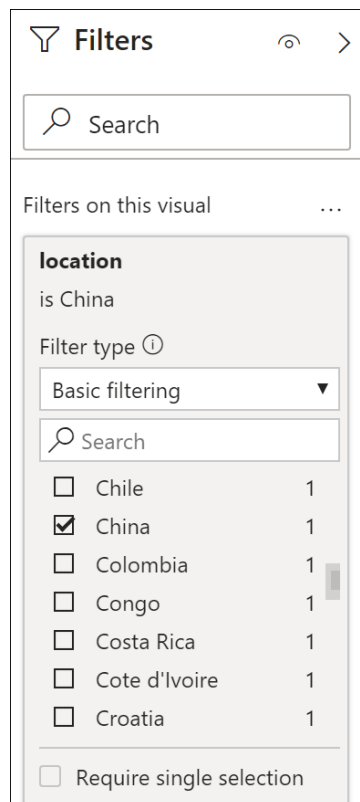 Filters
Search
Filters on this visual ...
location
is China
Filter type
Basic filtering
Search
Chile 1
China 1
Colombia 1
Congo 1
Costa Rica 1
Cote d'Ivoire 1
Croatia 1
Require single selection